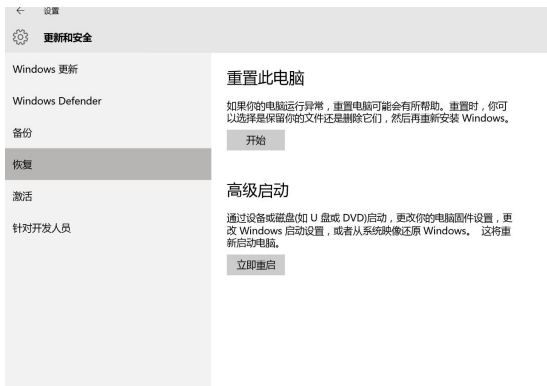 ← 设置
更新和安全
Windows 更新
Windows Defender
备份
恢复
激活
针对开发人员
重置此电脑
如果你的电脑运行异常，重置电脑可能会有所帮助。重置时，你可
以选择是保留你的文件还是删除它们，然后再重新安装 Windows。
开始
高级启动
通过设备或磁盘(如 U 盘或 DVD)启动，更改你的电脑固件设置，更
改 Windows 启动设置，或者从系统映像还原 Windows。 这将重
新启动电脑。
立即重启